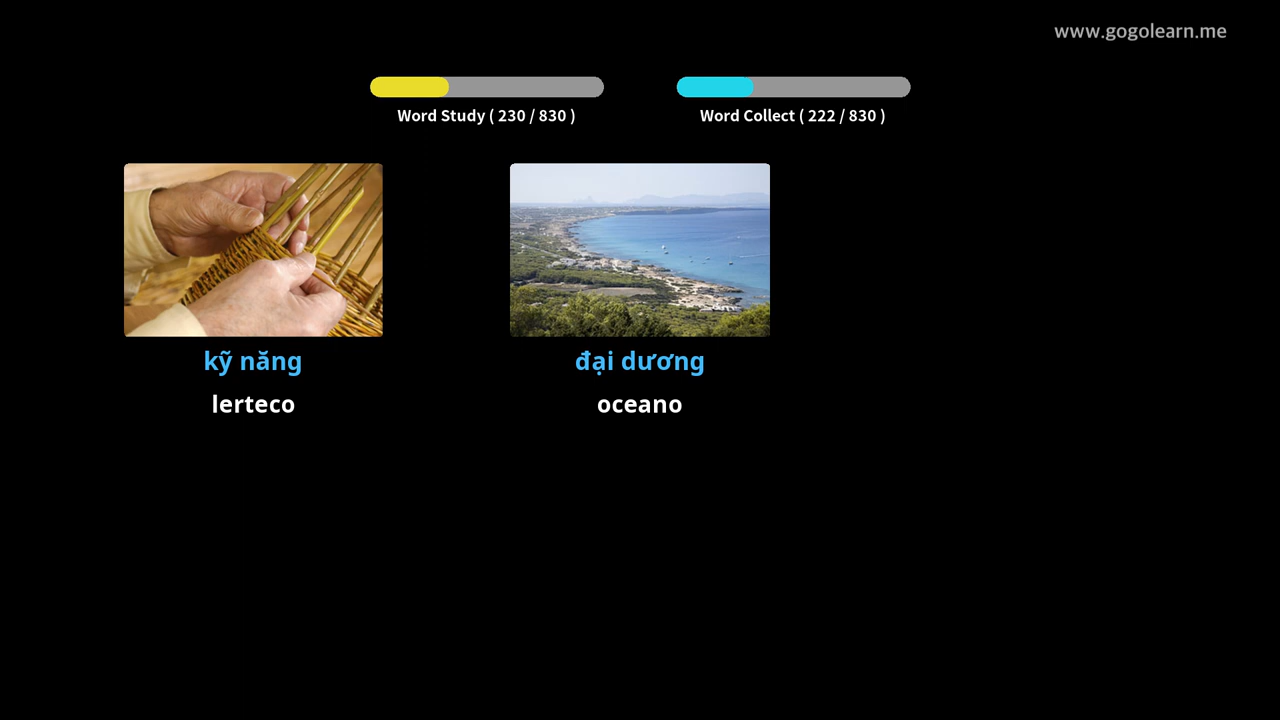 www.gogolearn.me
Word Study ( 230 / 830 )
Word Collect ( 222 / 830 )
kỹ năng
lerteco
đại dương
oceano